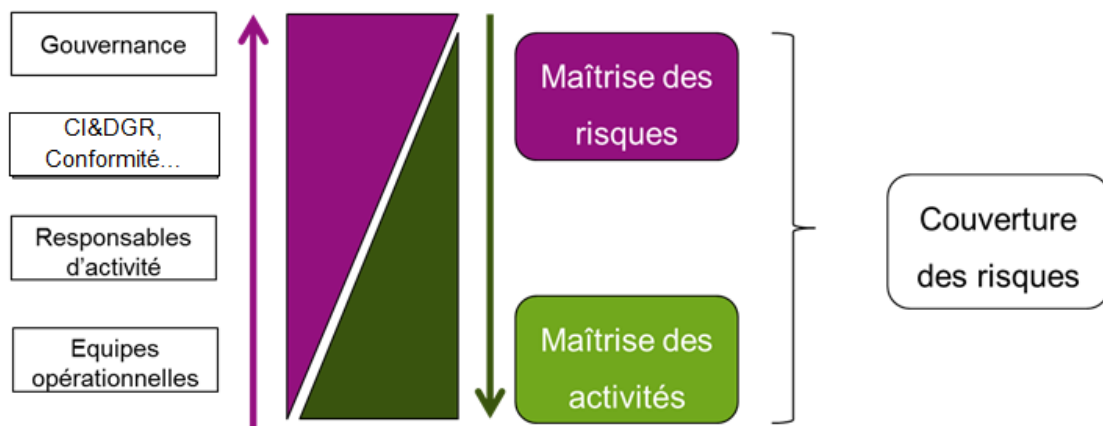 Gouvernance
CI&DGR,
Conformité...
Responsables
d'activité
Equipes
opérationnelles
Maîtrise des
risques
Maîtrise des
activités
Couverture
des risques